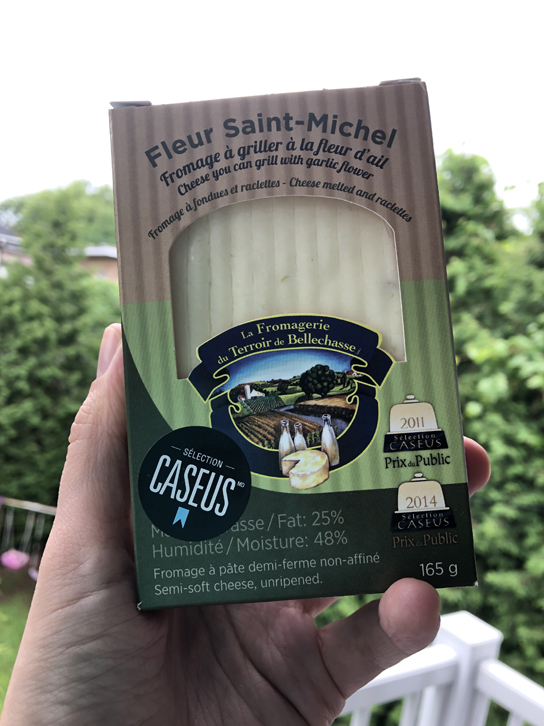 Fleur Saint-Michel
Fromage à griller à la fleur d'ail
Cheese you can grill with garlic flower
Fromage à fondues et raclettes - Cheese melted and raclettes
La Fromagerie
du Terroir de Bellechasse
SÉLECTION
CASEUS MD
2011
Sélection
CASEUS
Prix du Public
2014
Sélection
CASEUS
Prix du Public
asse / Fat: 25%
Humidité / Moisture: 48%
Fromage à pâte demi-ferme non-affiné
Semi-soft cheese, unripened.
165 g